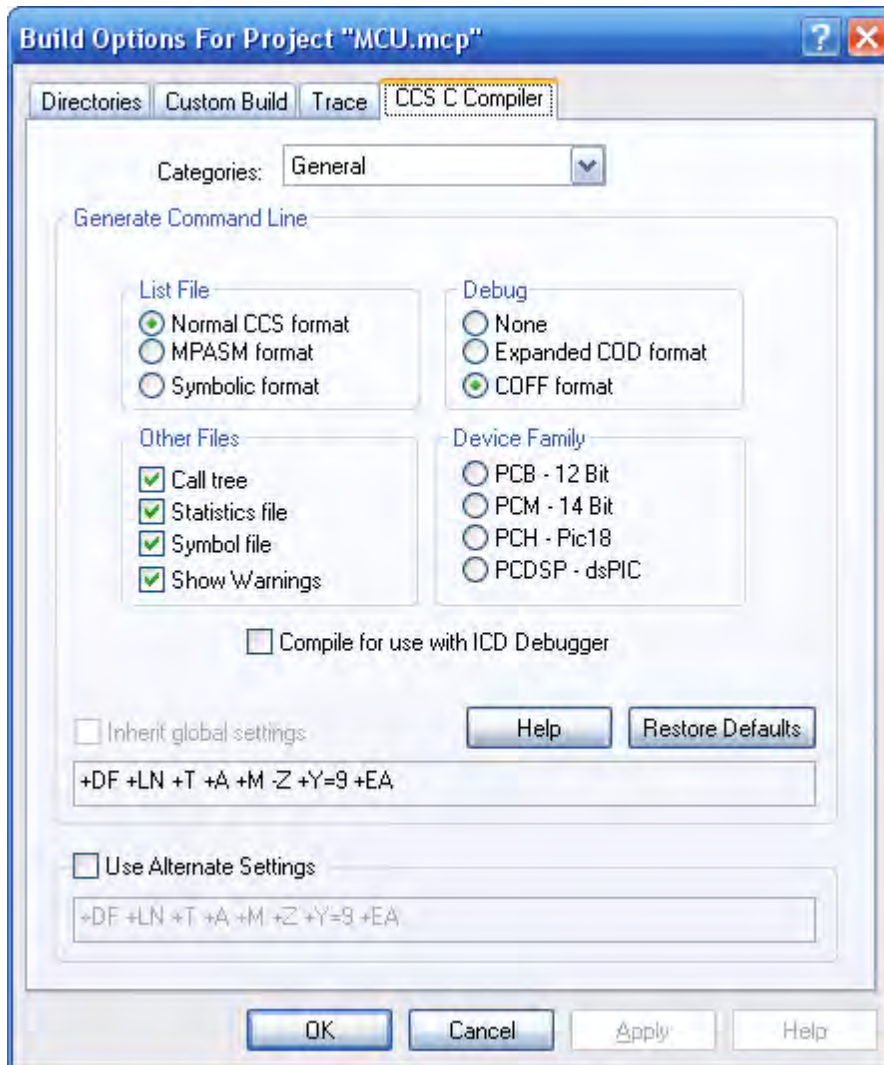 Build Options For Project "MCU.mcp"
Directories Custom Build Trace CCS C Compiler
Categories: General
Generate Command Line
List File
Normal CCS format
MPASM format
Symbolic format
Debug
None
Expanded COD format
COFF format
Other Files
Call tree
Statistics file
Symbol file
Show Warnings
Device Family
PCB - 12 Bit
PCM - 14 Bit
PCH - Pic18
PCDSP - dsPIC
Compile for use with ICD Debugger
Inherit global settings Help Restore Defaults
+DF +LN +T +A +M -Z +Y=9 +EA
Use Alternate Settings
+DF +LN +T +A +M +Z +Y=9 +EA
OK Cancel Apply Help